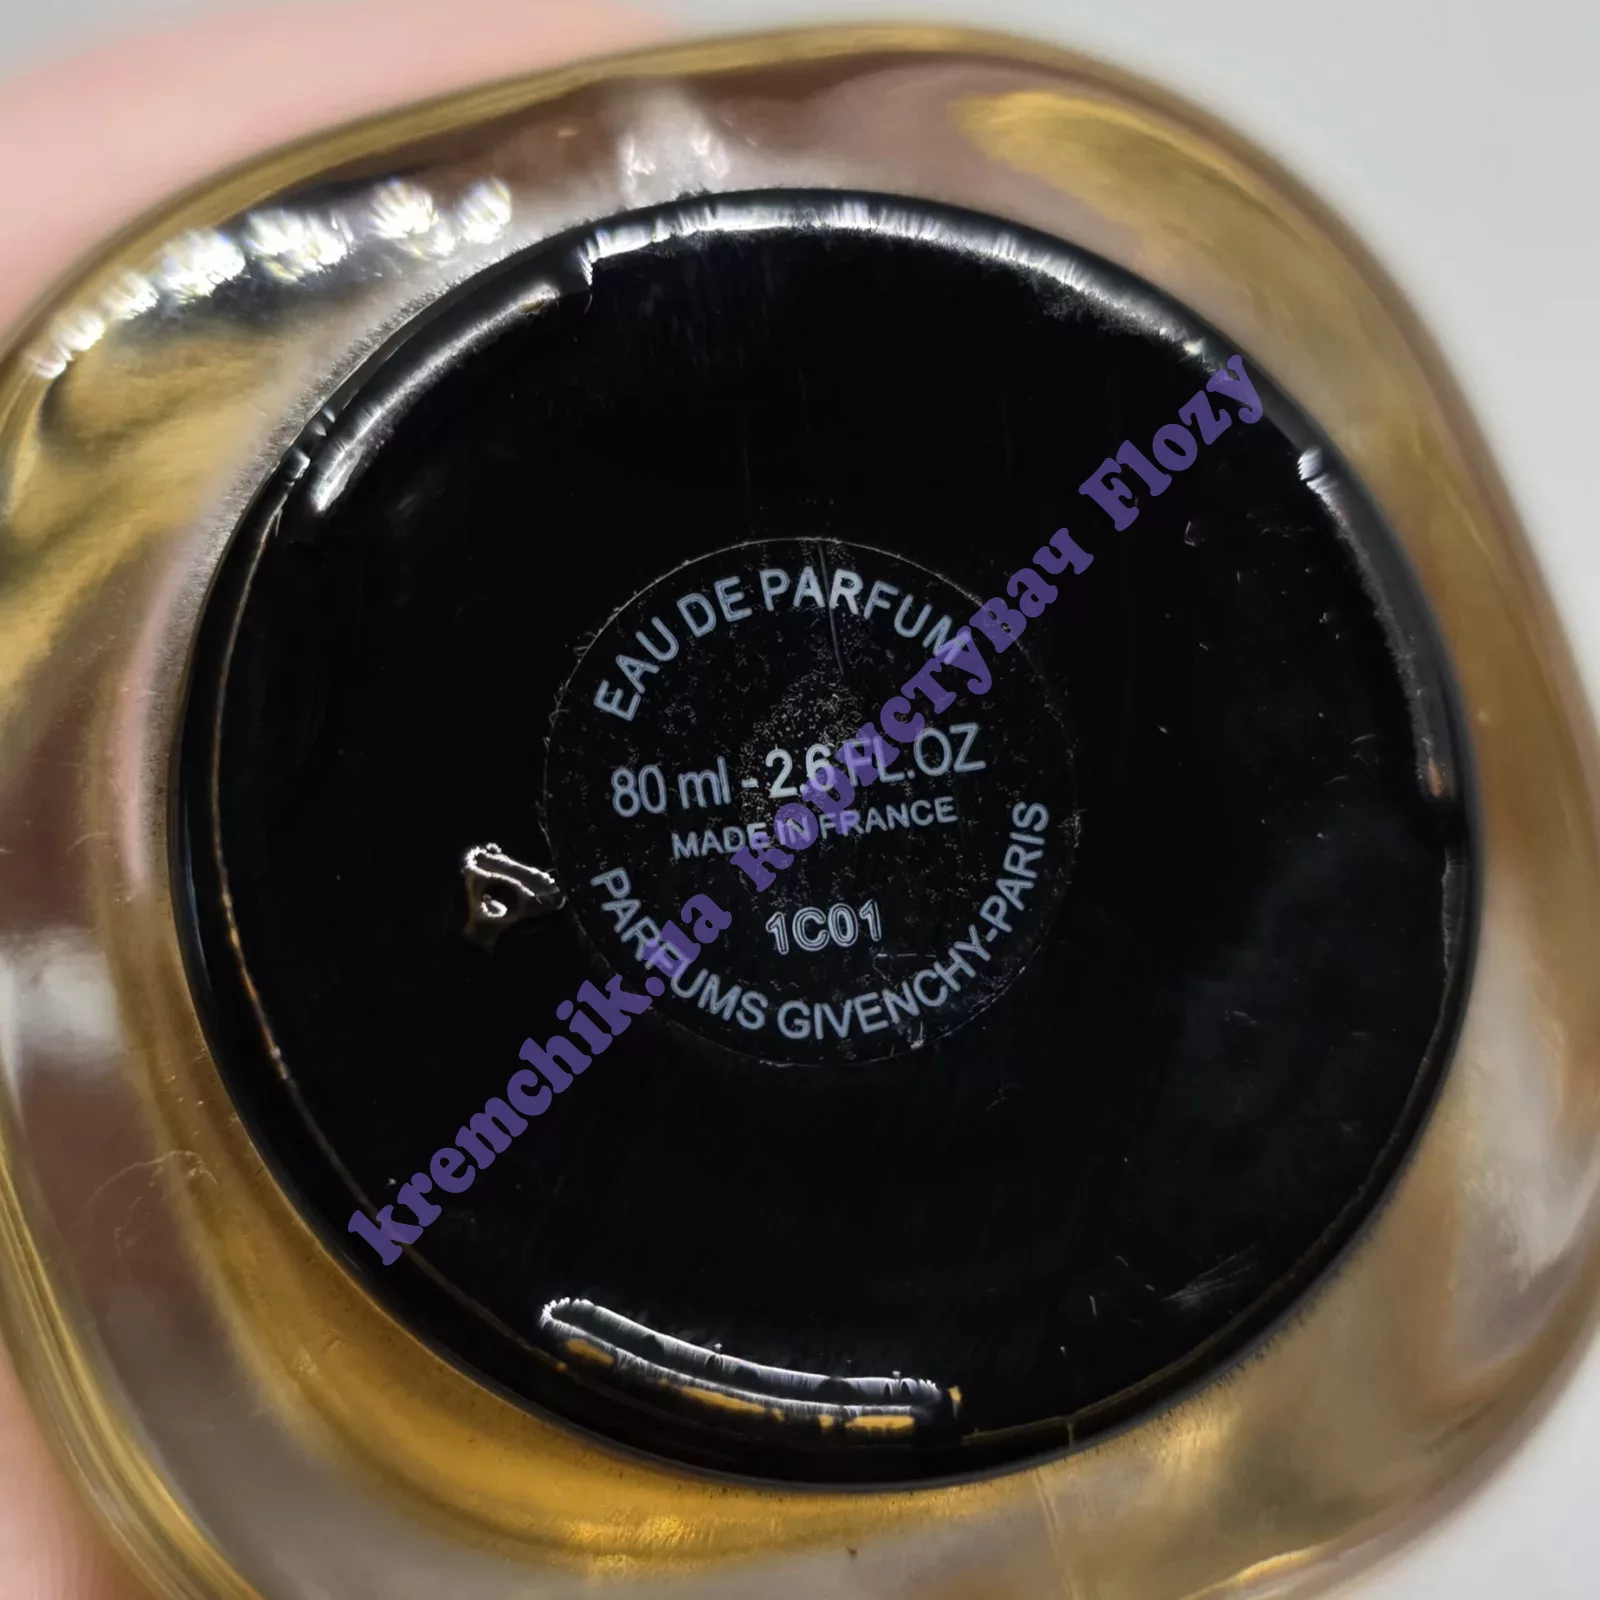 EAU DE PARFUM
80 ml - 2.6 FL.OZ
MADE IN FRANCE
1C01
PARFUMS GIVENCHY-PARIS
kremchik.ua користувач Flozy